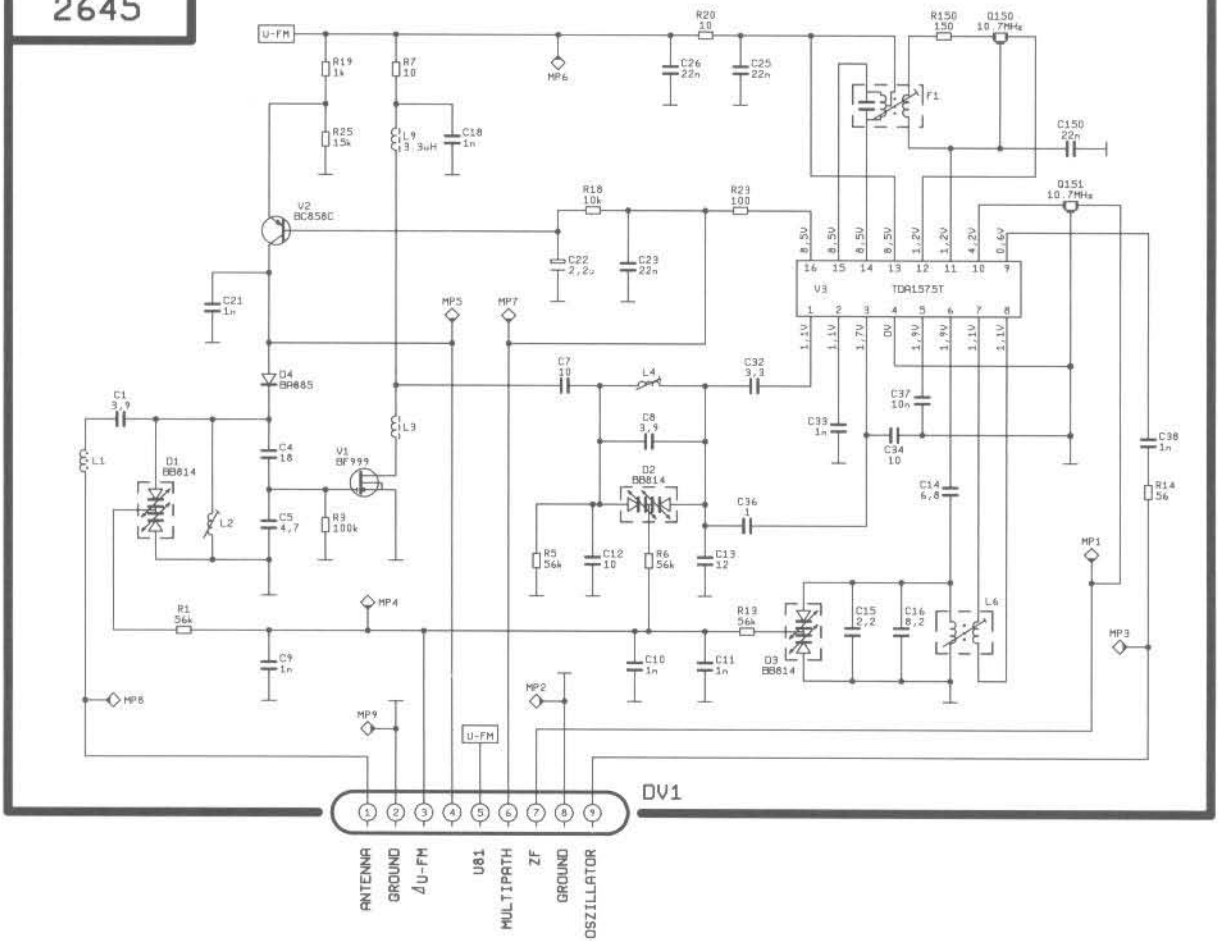 2645
U-FM
R19
1k
R7
10
MP6
C26
22n
R20
10
C25
22n
R150
150
Q150
10.7MHz
F1
R25
15k
L9
3.3uH
C18
1n
C150
22n
V2
BC858C
R18
10k
R23
100
Q151
10.7MHz
8,5V
8,5V
8,5V
8,5V
1,2V
1,2V
4,2V
0,6V
C22
2,2u
C23
22n
16 15 14 13 12 11 10 9
V3 TDA1575T
1 2 3 4 5 6 7 8
C21
1n
MP5
MP7
1,1V
1,1V
1,7V
0V
1,9V
1,9V
1,1V
1,1V
D4
BA885
C7
10
L4
C32
3,3
C1
3,9
C37
10n
L1
D1
BB814
L2
C4
18
V1
BF999
L3
C8
3,9
C33
1n
C34
10
C38
1n
D2
BB814
C14
6,8
R14
56
C5
4,7
R3
100k
C36
1
R5
56k
C12
10
R6
56k
C13
12
MP1
R1
56k
MP4
R13
56k
C15
2,2
C16
8,2
L6
MP3
C9
1n
C10
1n
C11
1n
D3
BB814
MP8
MP9
MP2
U-FM
DV1
1 2 3 4 5 6 7 8 9
ANTENNA
GROUND
ΔU-FM
U81
MULTIPATH
ZF
GROUND
OSZILLATOR